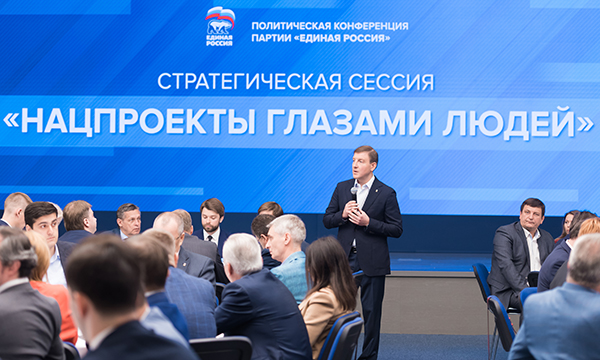 ЕДИНАЯ
РОССИЯ
ПОЛИТИЧЕСКАЯ КОНФЕРЕНЦИЯ
ПАРТИИ «ЕДИНАЯ РОССИЯ»
СТРАТЕГИЧЕСКАЯ СЕССИЯ
«НАЦПРОЕКТЫ ГЛАЗАМИ ЛЮДЕЙ»